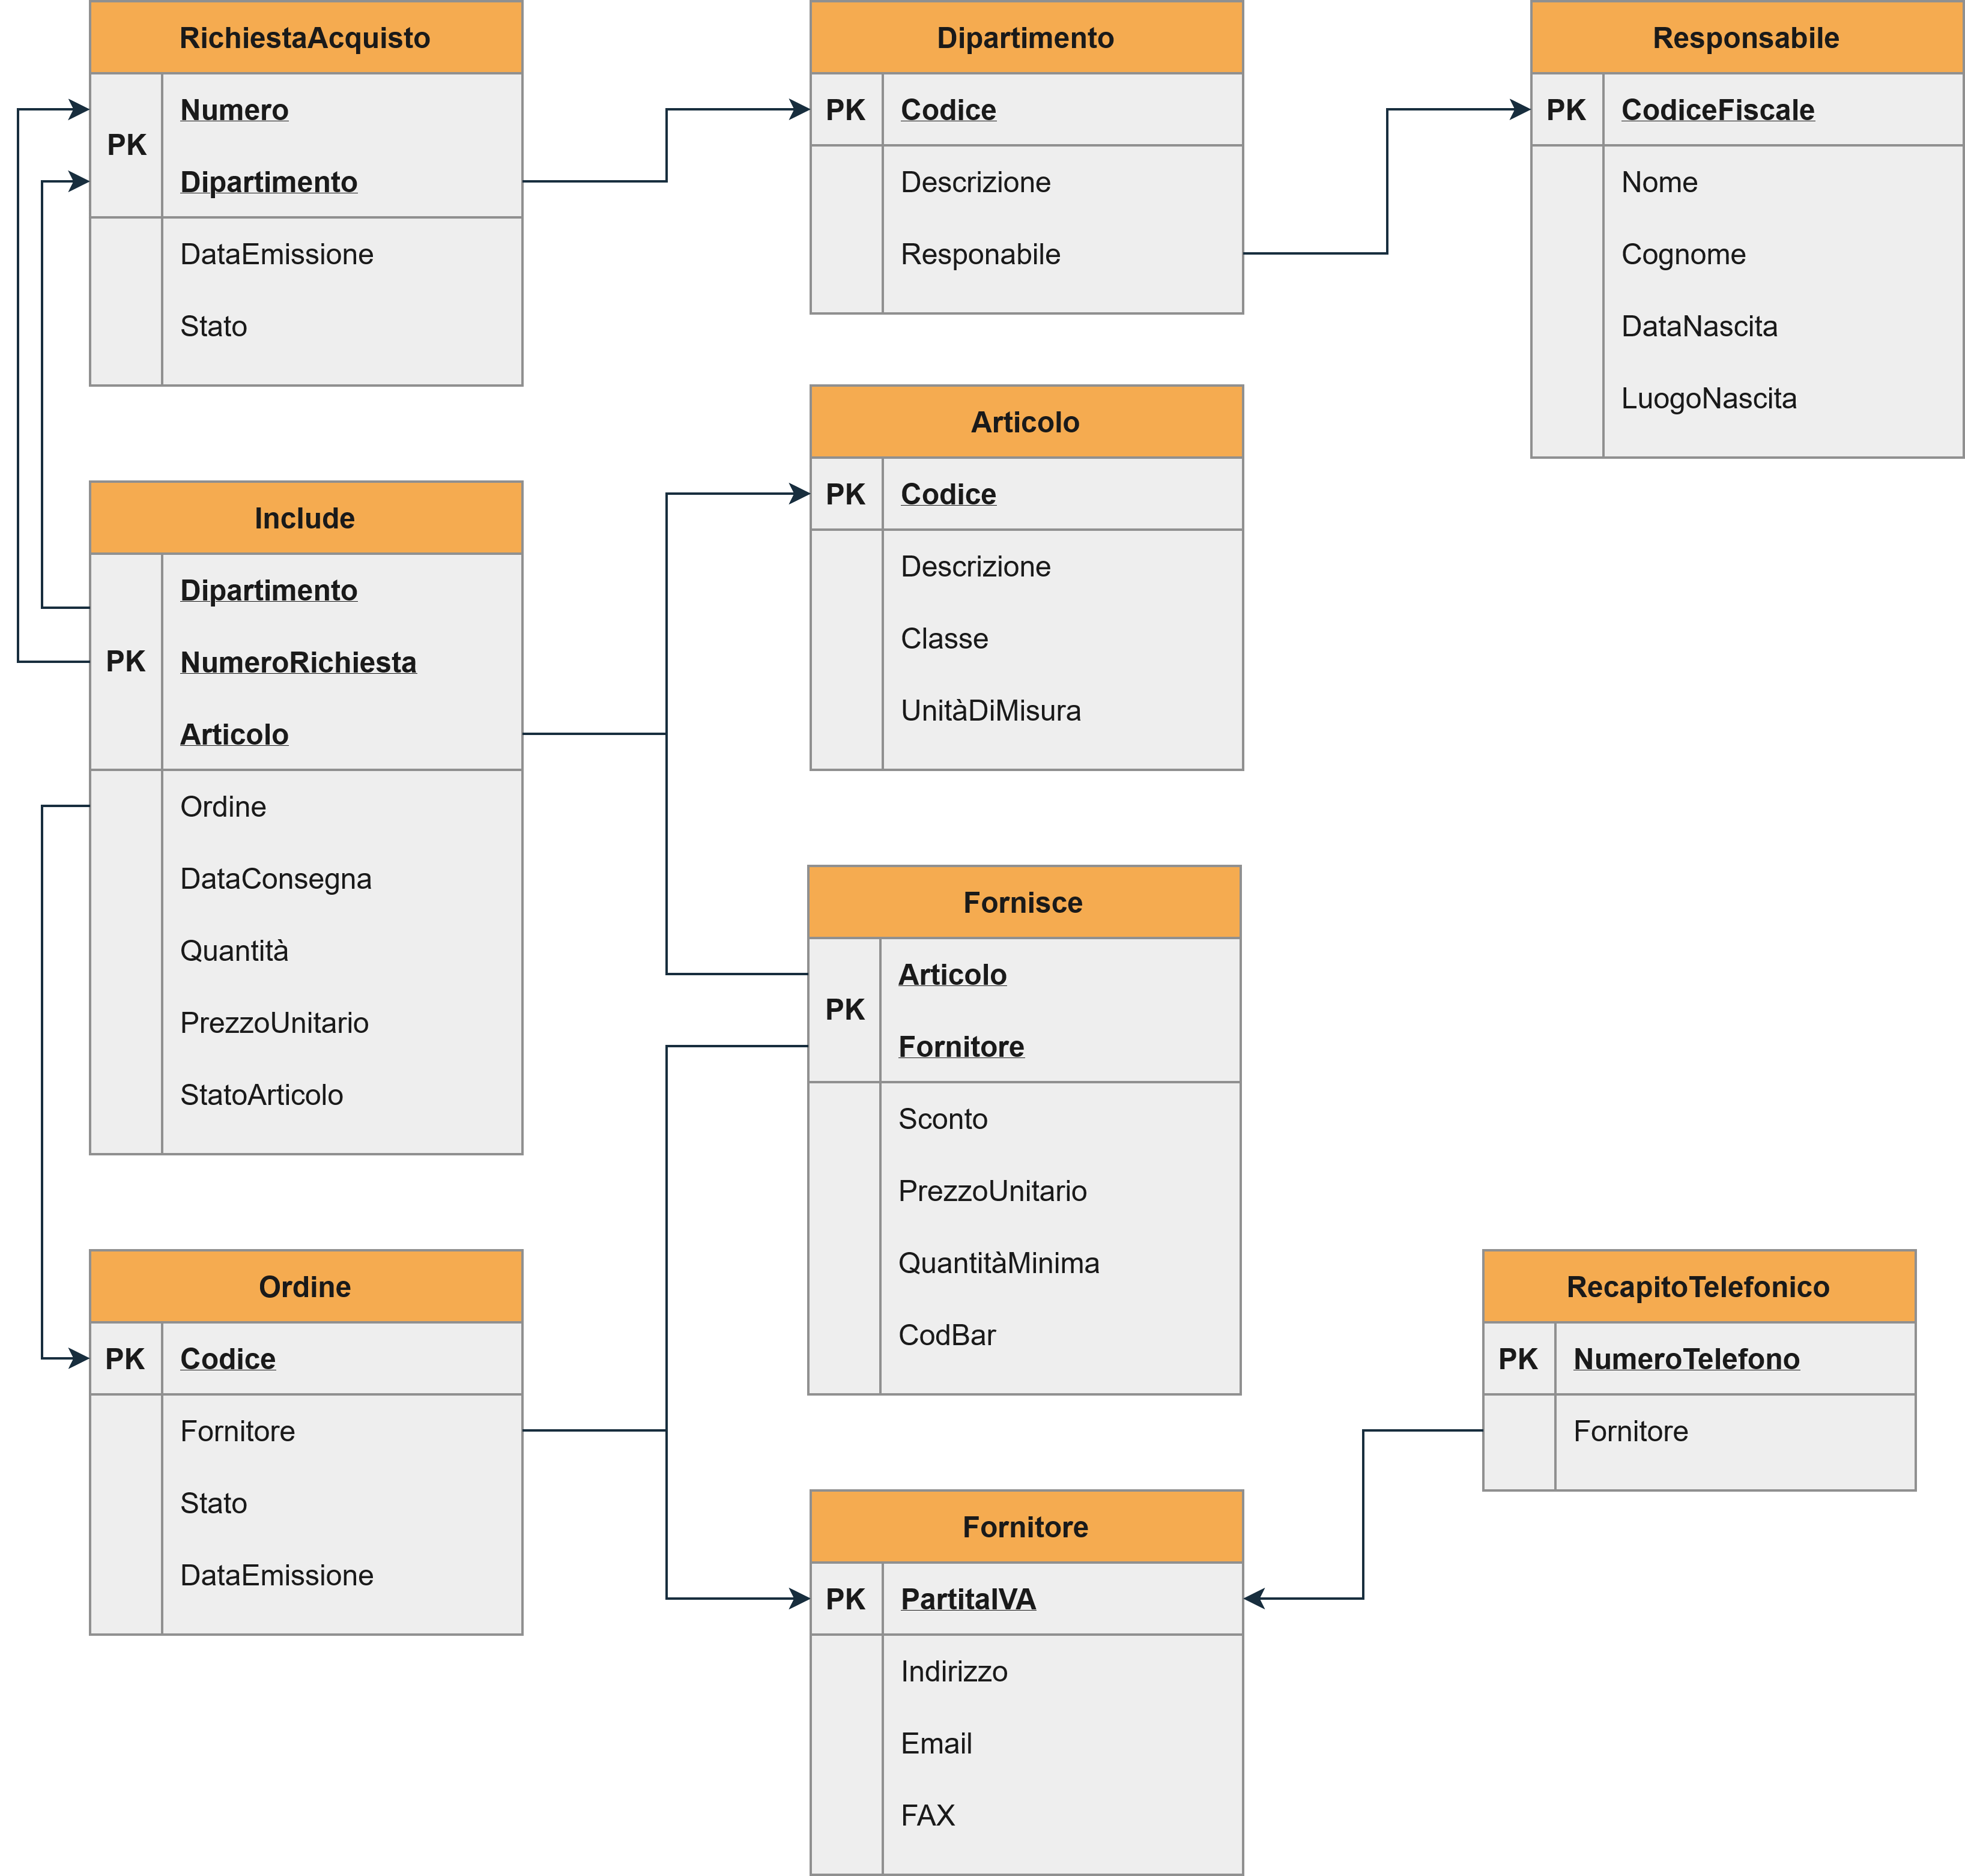 RichiestaAcquisto
PK
Numero
Dipartimento
DataEmissione
Stato
Dipartimento
PK
Codice
Descrizione
Responabile
Responsabile
PK
CodiceFiscale
Nome
Cognome
DataNascita
LuogoNascita
Include
PK
Dipartimento
NumeroRichiesta
Articolo
Ordine
DataConsegna
Quantità
PrezzoUnitario
StatoArticolo
Articolo
PK
Codice
Descrizione
Classe
UnitàDiMisura
Fornisce
PK
Articolo
Fornitore
Sconto
PrezzoUnitario
QuantitàMinima
CodBar
Ordine
PK
Codice
Fornitore
Stato
DataEmissione
Fornitore
PK
PartitaIVA
Indirizzo
Email
FAX
RecapitoTelefonico
PK
NumeroTelefono
Fornitore